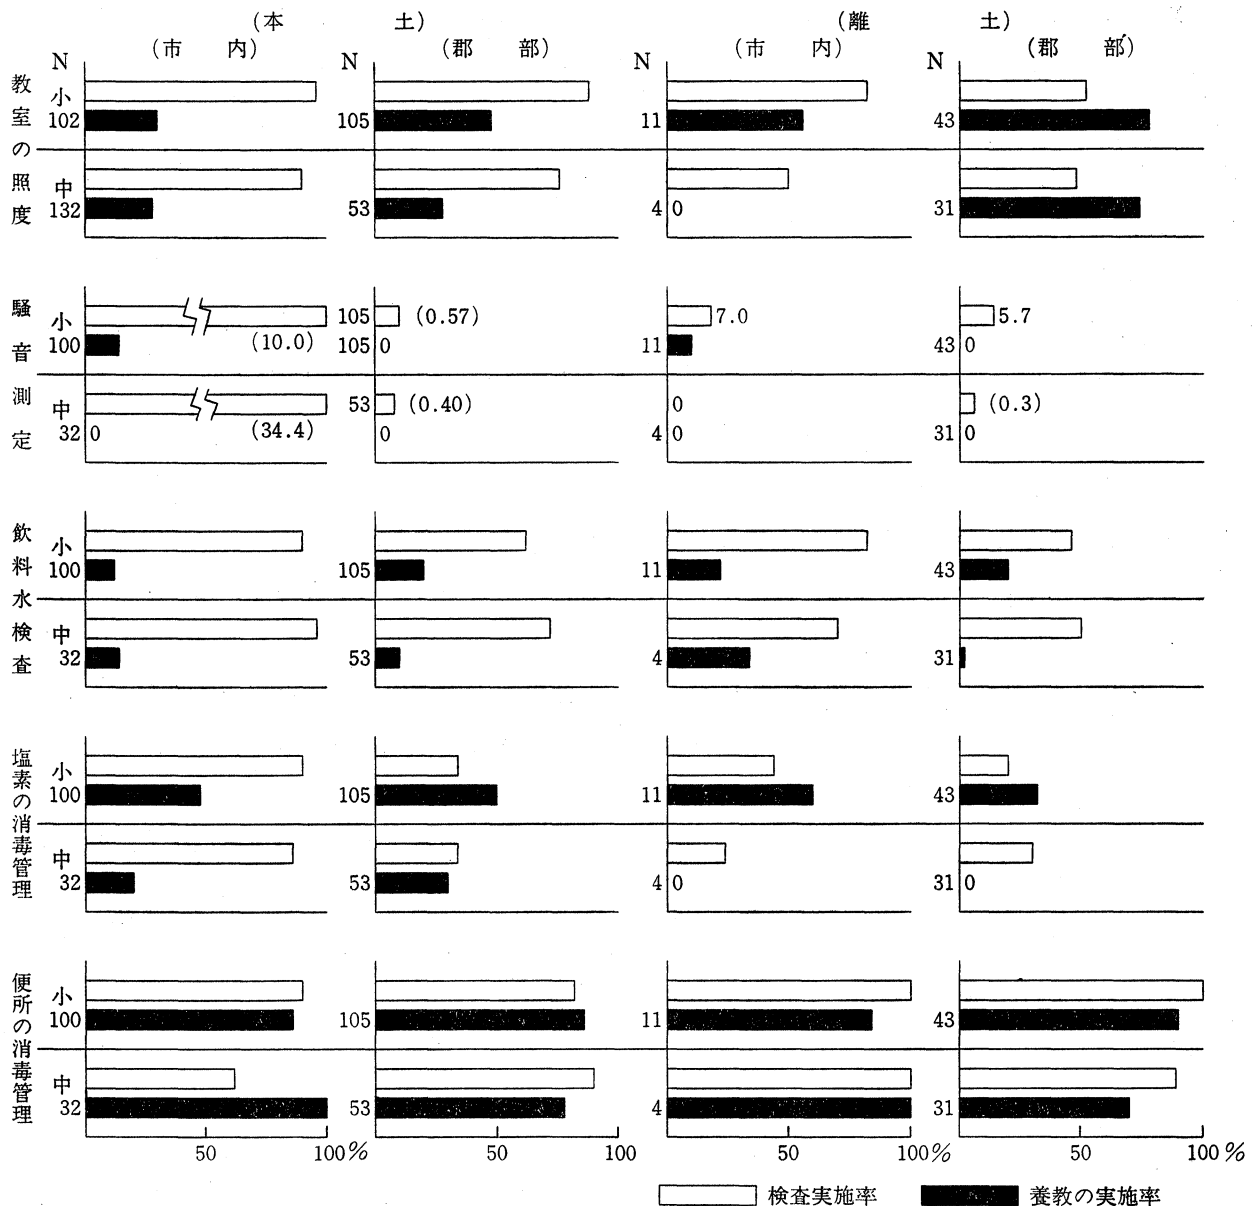 (本 土) (離 土)
(市 内) (郡 部) (市 内) (郡 部)
N N N N
教室の照度
小
102 105 11 43
中
132 53 4 0 31
騒音測定
小 105 (0.57) 7.0 5.7
100 (10.0) 105 0 11 43 0
中 53 (0.40) 0 (0.3)
32 0 (34.4) 0 4 0 31 0
飲料水検査
小
100 105 11 43
中
32 53 4 31
塩素の消毒管理
小
100 105 11 43
中
32 53 4 0 31 0
便所の消毒管理
小
100 105 11 43
中
32 53 4 31
50 100 50 100 50 100% 50 100%
検査実施率 養教の実施率